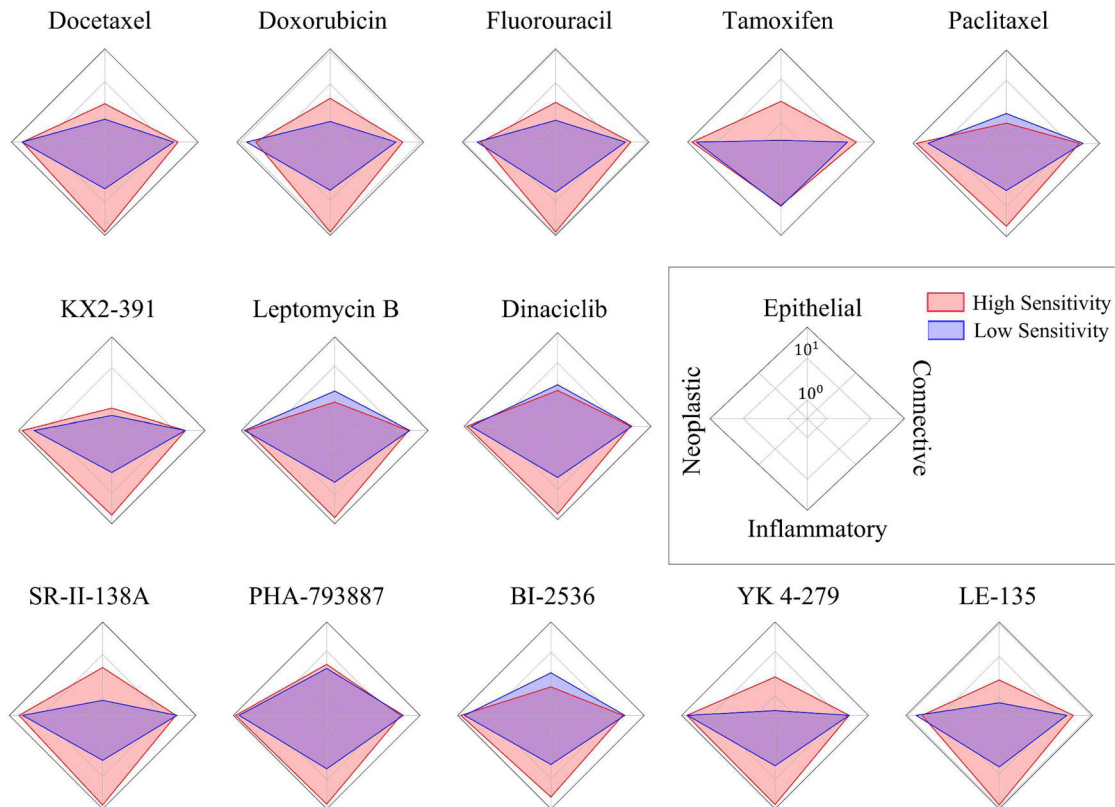 Docetaxel
Doxorubicin
Fluorouracil
Tamoxifen
Paclitaxel
KX2-391
Leptomycin B
Dinaciclib
Epithelial
10¹
10⁰
Neoplastic
Connective
Inflammatory
High Sensitivity
Low Sensitivity
SR-II-138A
PHA-793887
BI-2536
YK 4-279
LE-135